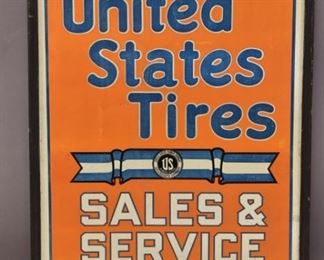 United
States
Tires
US
SALES &
SERVICE